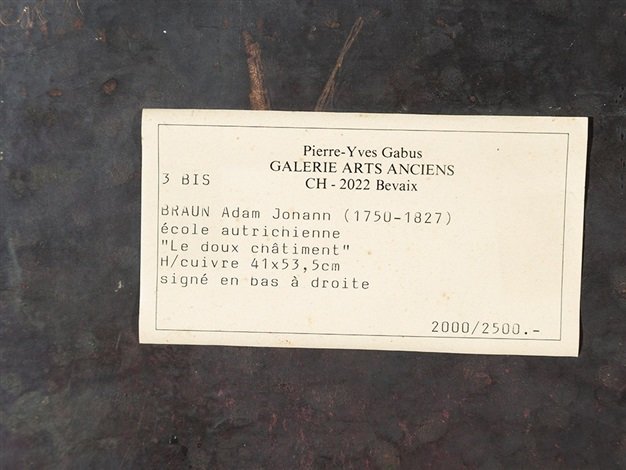 Pierre-Yves Gabus
GALERIE ARTS ANCIENS
CH - 2022 Bevaix
3 BIS
BRAUN Adam Jonann (1750-1827)
école autrichienne
"Le doux châtiment"
H/cuivre 41x53,5cm
signé en bas à droite
2000/2500.-